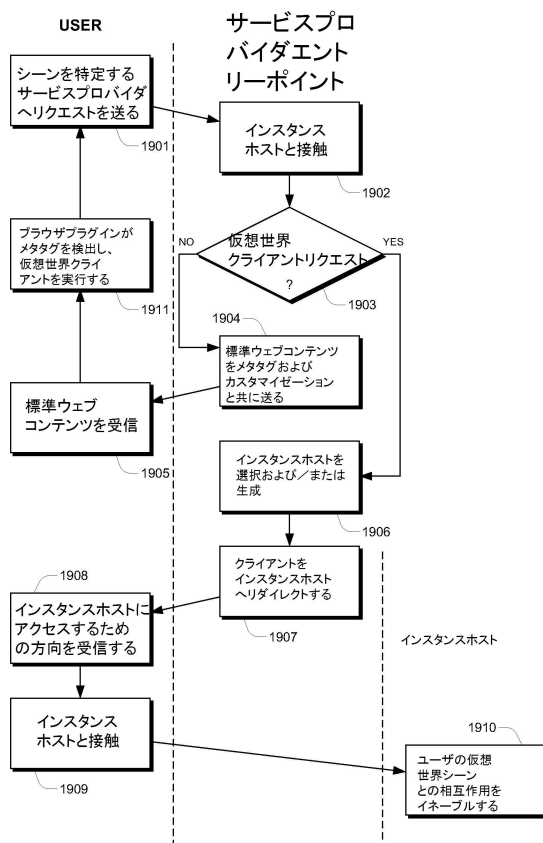 USER
サービスプロ
バイダエント
リーポイント
シーンを特定する
サービスプロバイダ
へリクエストを送る
1901
インスタンス
ホストと接触
1902
ブラウザプラグインが
メタタグを検出し、
仮想世界クライ
アントを実行する
1911
NO
仮想世界
クライアントリクエスト
?
YES
1903
1904
標準ウェブコンテンツ
をメタタグおよび
カスタマイゼーション
と共に送る
標準ウェブ
コンテンツを受信
1905
インスタンスホストを
選択および/または
生成
1906
クライアントを
インスタンスホスト
へリダイレクトする
1907
1908
インスタンスホストに
アクセスするため
の方向を受信する
インスタンスホスト
インスタンス
ホストと接触
1909
1910
ユーザの仮想
世界シーン
との相互作用を
イネーブルする